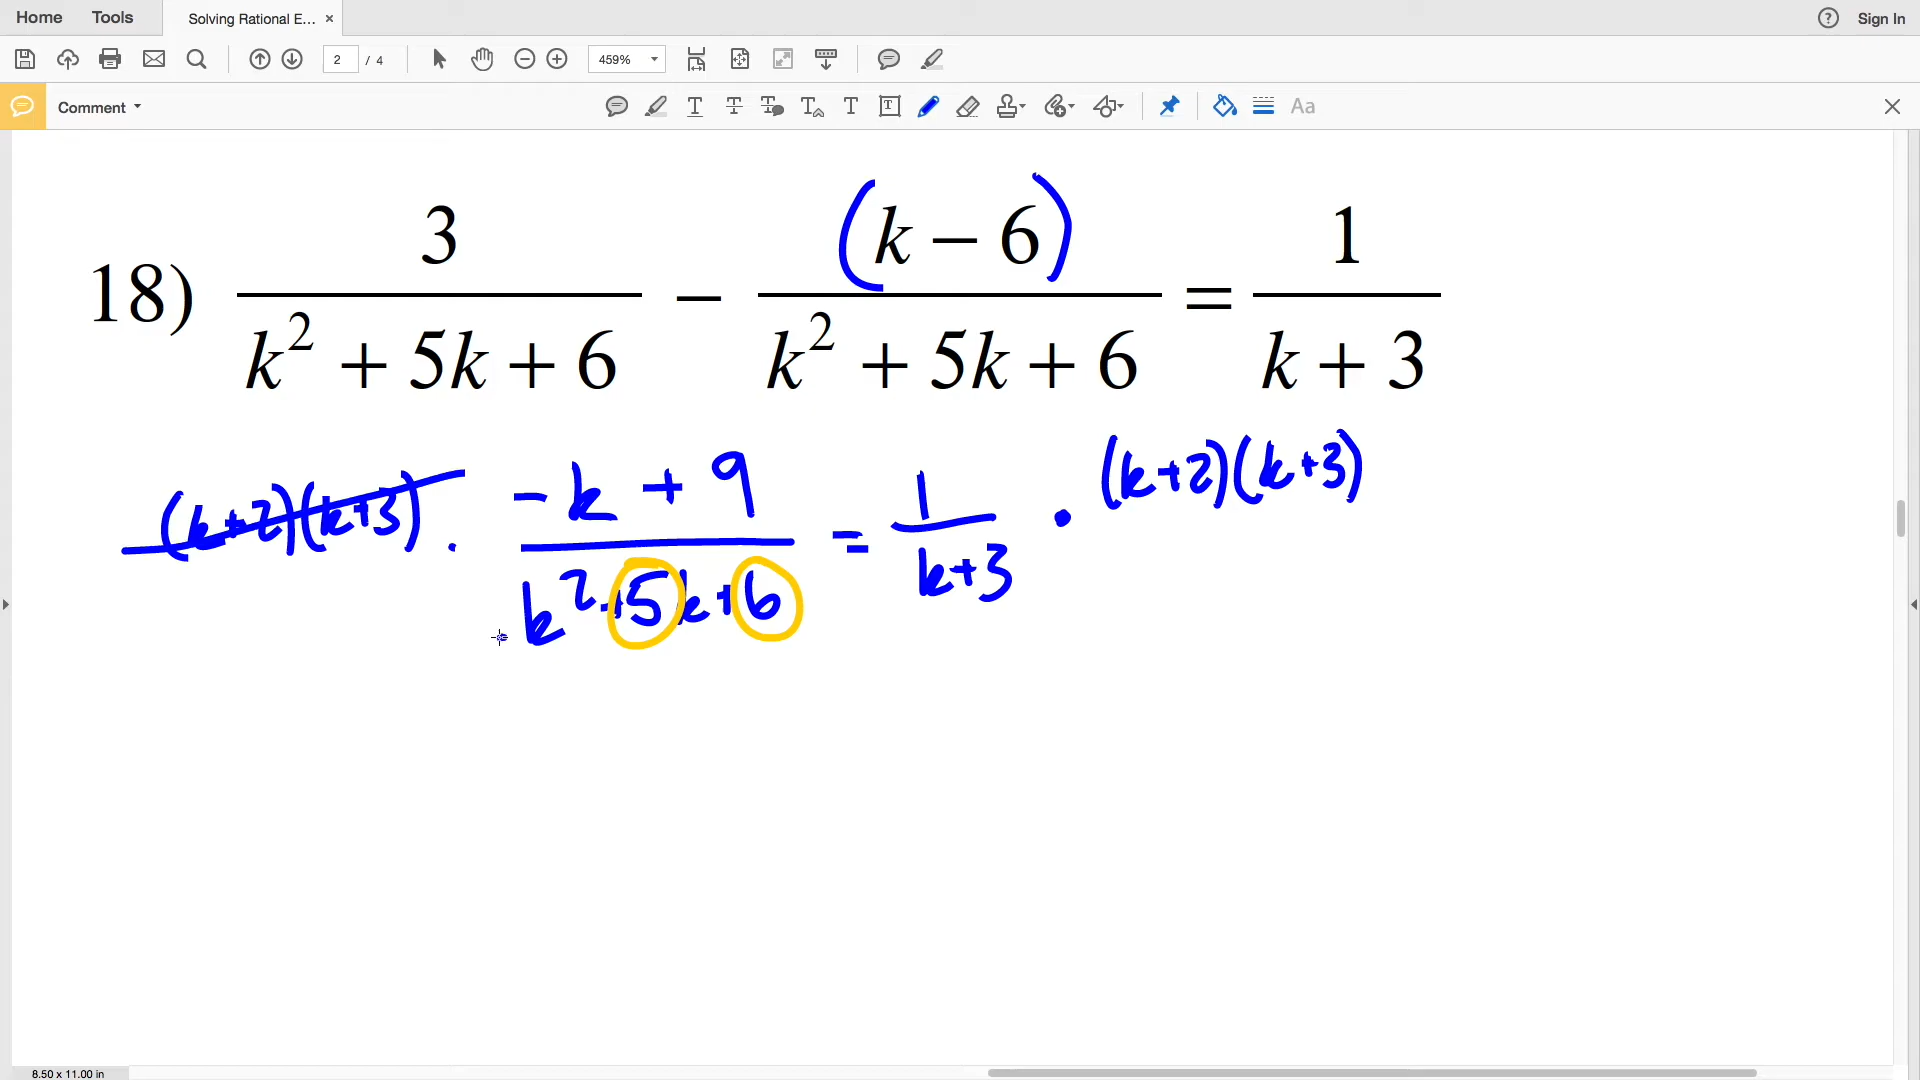 Home Tools Solving Rational E... × ? Sign In
2 / 4 459%
Comment T T T T T T Aa
18) 3/(k² + 5k + 6) − (k − 6)/(k² + 5k + 6) = 1/(k + 3)
(k+2)(k+3) · (-k + 9)/(k²+5k+6) = 1/(k+3) · (k+2)(k+3)
8.50 x 11.00 in